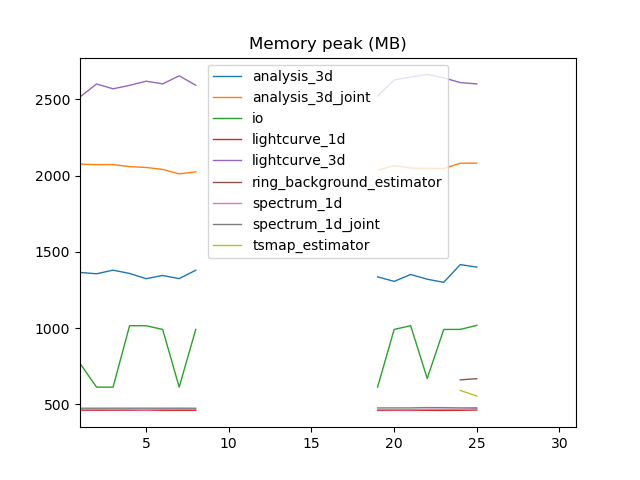 Memory peak (MB)
analysis_3d
analysis_3d_joint
io
lightcurve_1d
lightcurve_3d
ring_background_estimator
spectrum_1d
spectrum_1d_joint
tsmap_estimator
2500
2000
1500
1000
500
5 10 15 20 25 30